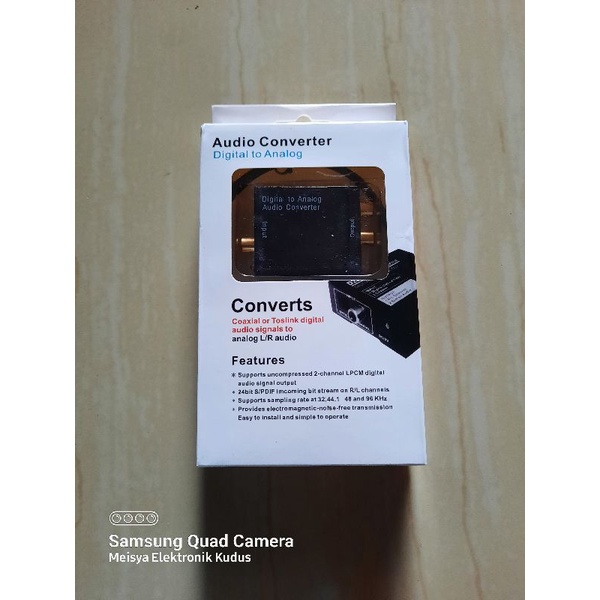 Audio Converter
Digital to Analog
Digital to Analog
Audio Converter
Input
Output
Converts
Coaxial or Toslink digital
audio signals to
analog L/R audio
Features
✳ Supports uncompressed 2-channel LPCM digital
audio signal output
+ 24bit S/PDIF imcoming bit stream on R/L channels
+ Supports sampling rate at 32,44.1 48 and 96 KHz
+ Provides electromagnetic-noise-free transmission
Easy to install and simple to operate
Samsung Quad Camera
Meisya Elektronik Kudus